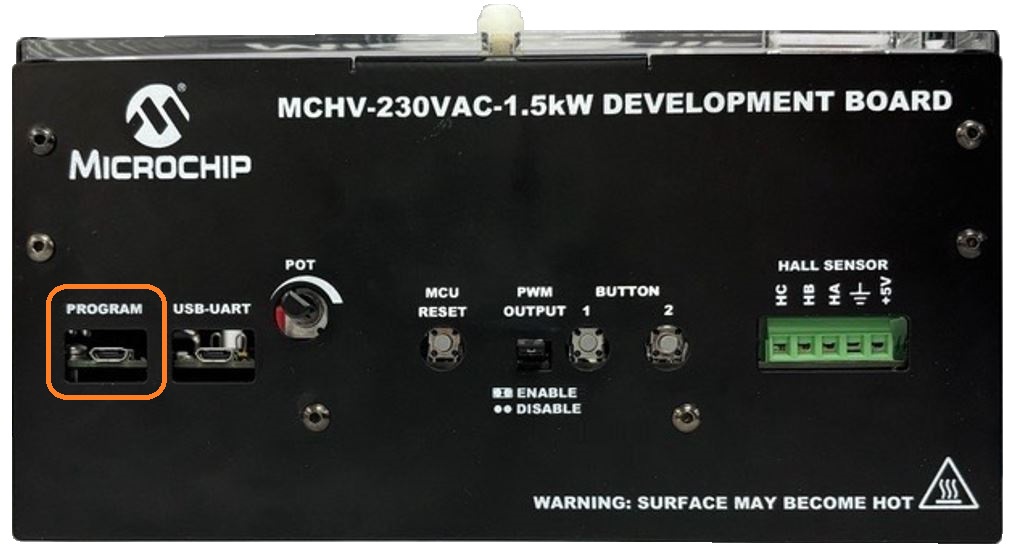 MCHV-230VAC-1.5kW DEVELOPMENT BOARD
MICROCHIP
®
POT
HALL SENSOR
HC HB HA +5V
PROGRAM
USB-UART
MCU
RESET
PWM
OUTPUT
BUTTON
1
2
ENABLE
DISABLE
WARNING: SURFACE MAY BECOME HOT